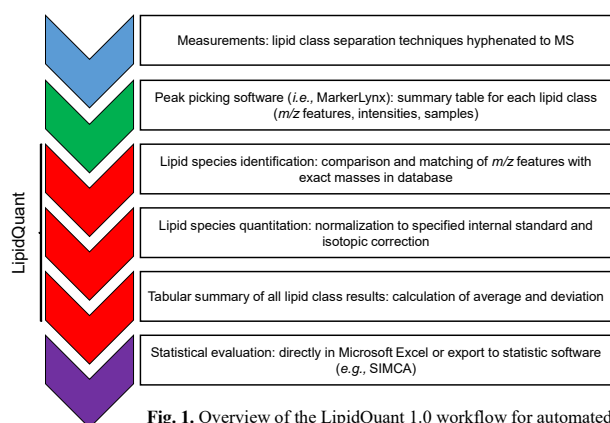 Measurements: lipid class separation techniques hyphenated to MS
Peak picking software (i.e., MarkerLynx): summary table for each lipid class
(m/z features, intensities, samples)
LipidQuant
Lipid species identification: comparison and matching of m/z features with
exact masses in database
Lipid species quantitation: normalization to specified internal standard and
isotopic correction
Tabular summary of all lipid class results: calculation of average and deviation
Statistical evaluation: directly in Microsoft Excel or export to statistic software
(e.g., SIMCA)
Fig. 1. Overview of the LipidQuant 1.0 workflow for automated